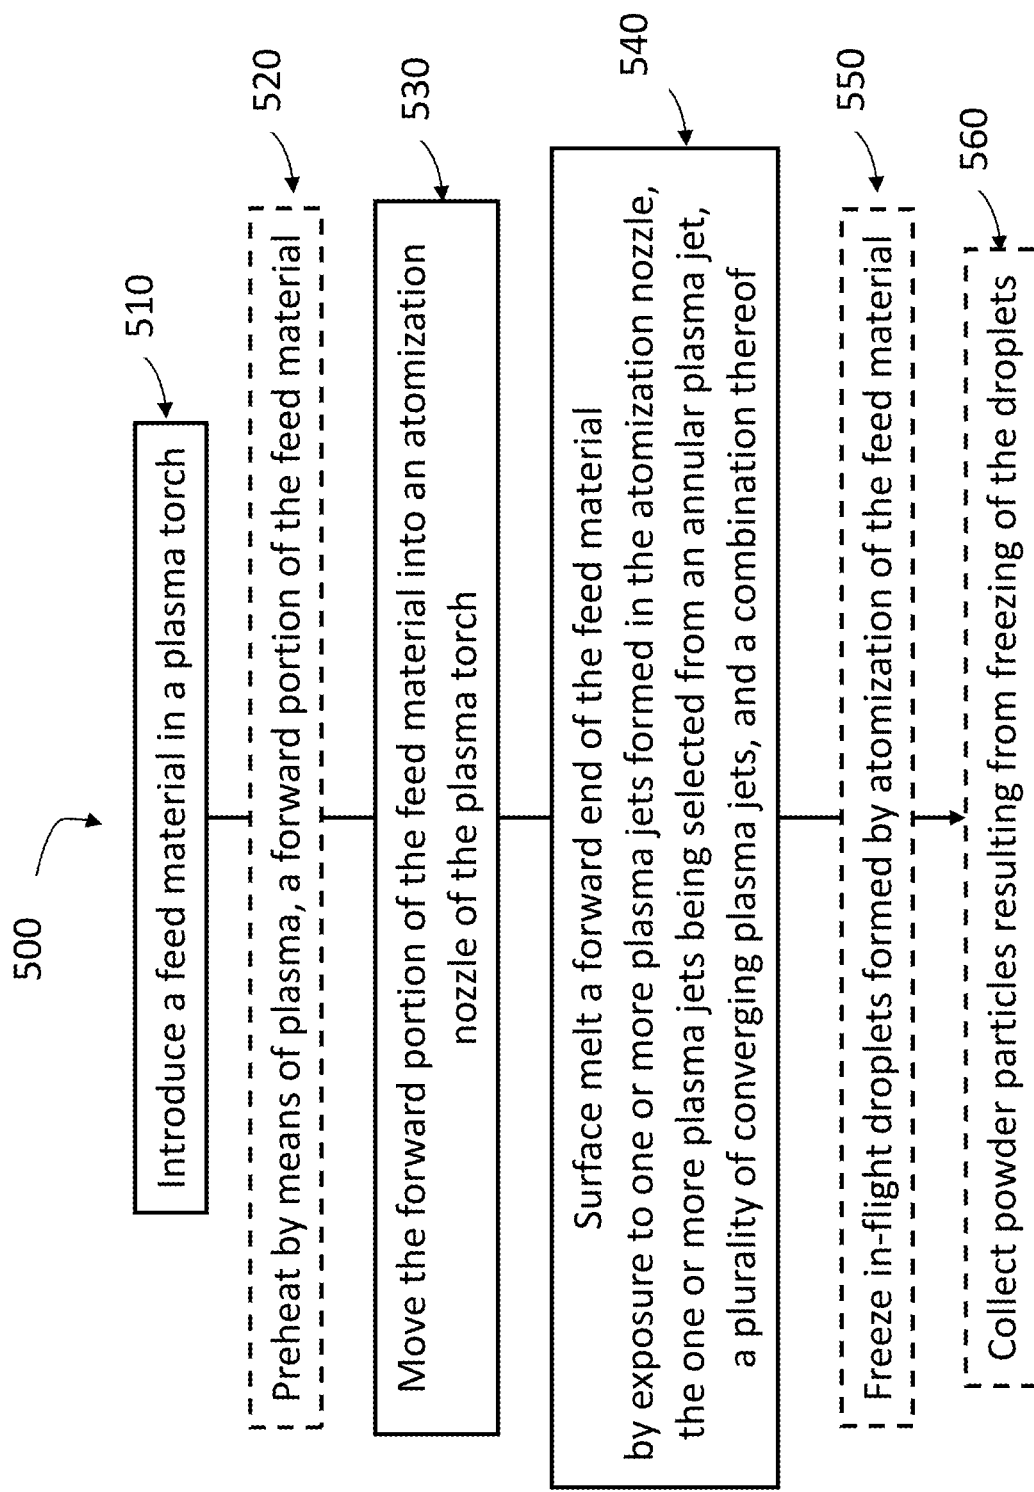 500
Introduce a feed material in a plasma torch
510
Preheat by means of plasma, a forward portion of the feed material
520
Move the forward portion of the feed material into an atomization
nozzle of the plasma torch
530
Surface melt a forward end of the feed material
by exposure to one or more plasma jets formed in the atomization nozzle,
the one or more plasma jets being selected from an annular plasma jet,
a plurality of converging plasma jets, and a combination thereof
540
Freeze in-flight droplets formed by atomization of the feed material
550
Collect powder particles resulting from freezing of the droplets
560